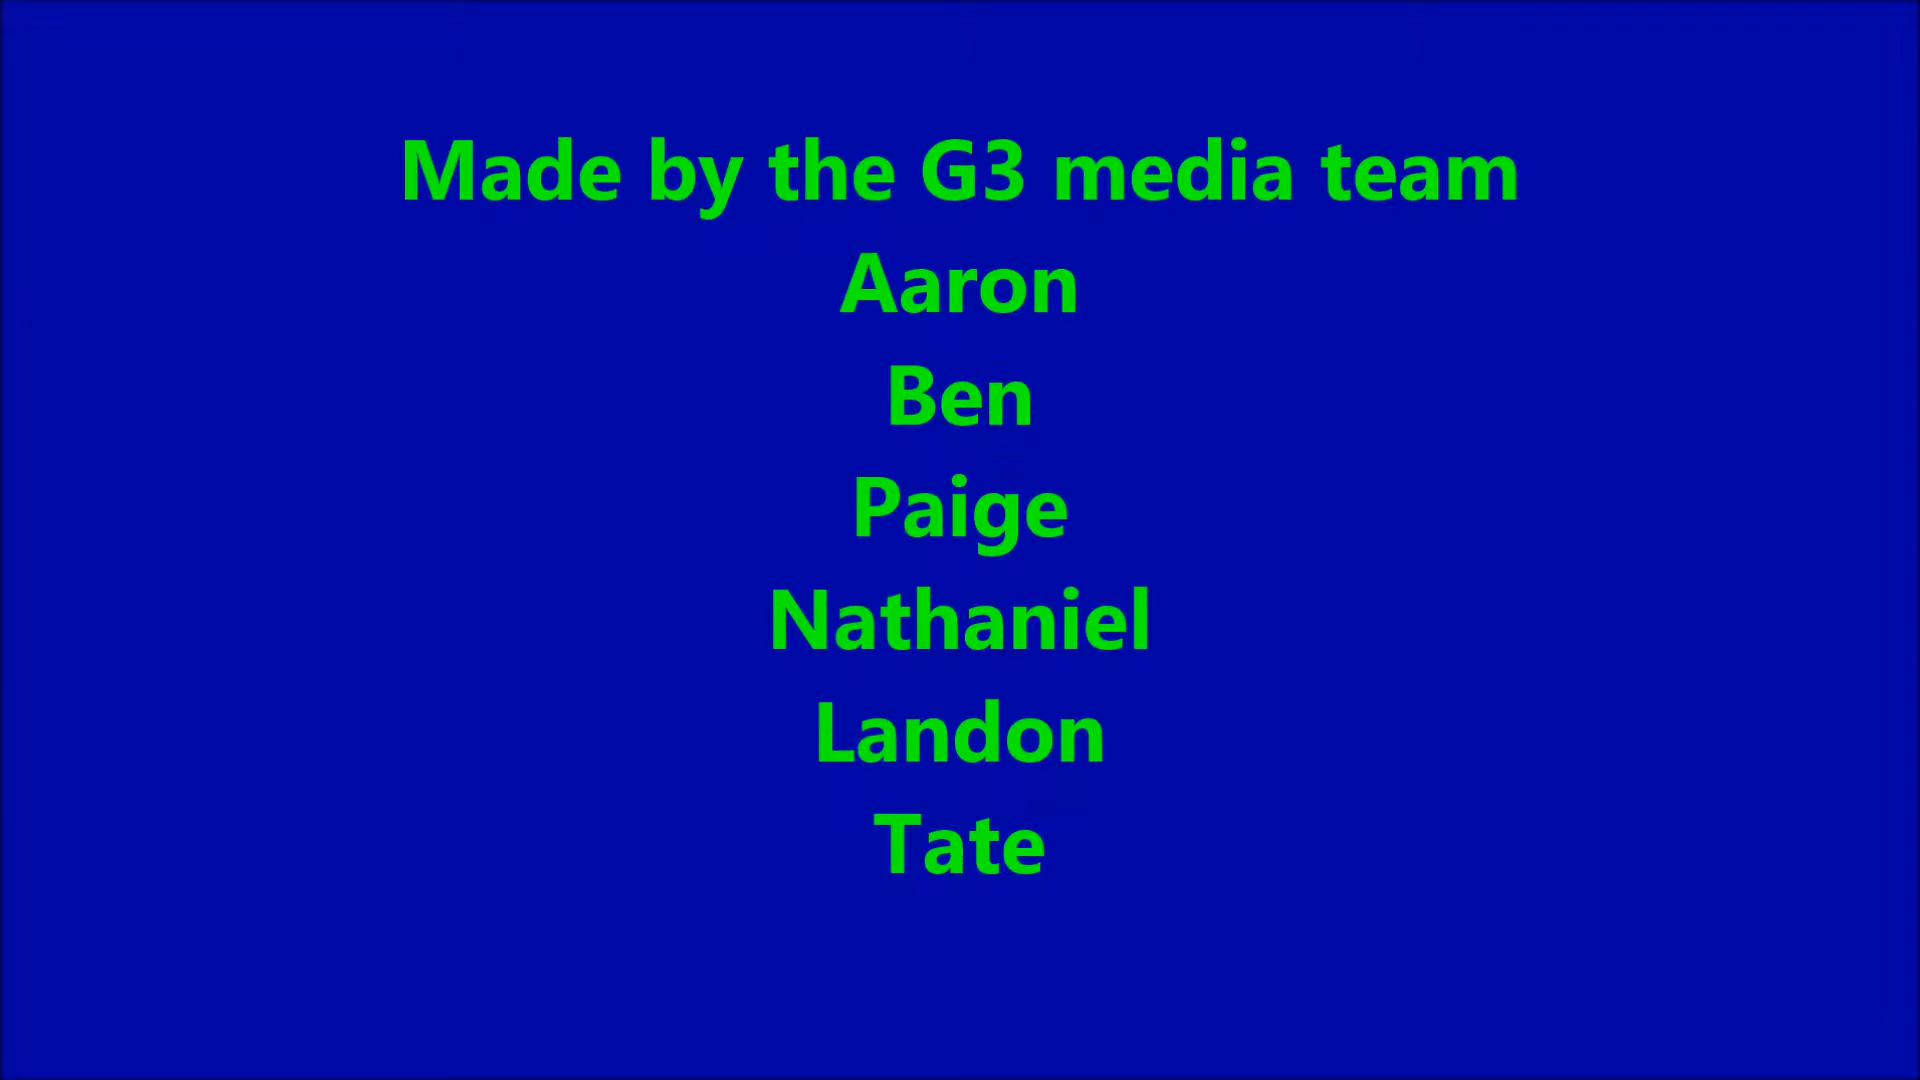 Made by the G3 media team
Aaron
Ben
Paige
Nathaniel
Landon
Tate